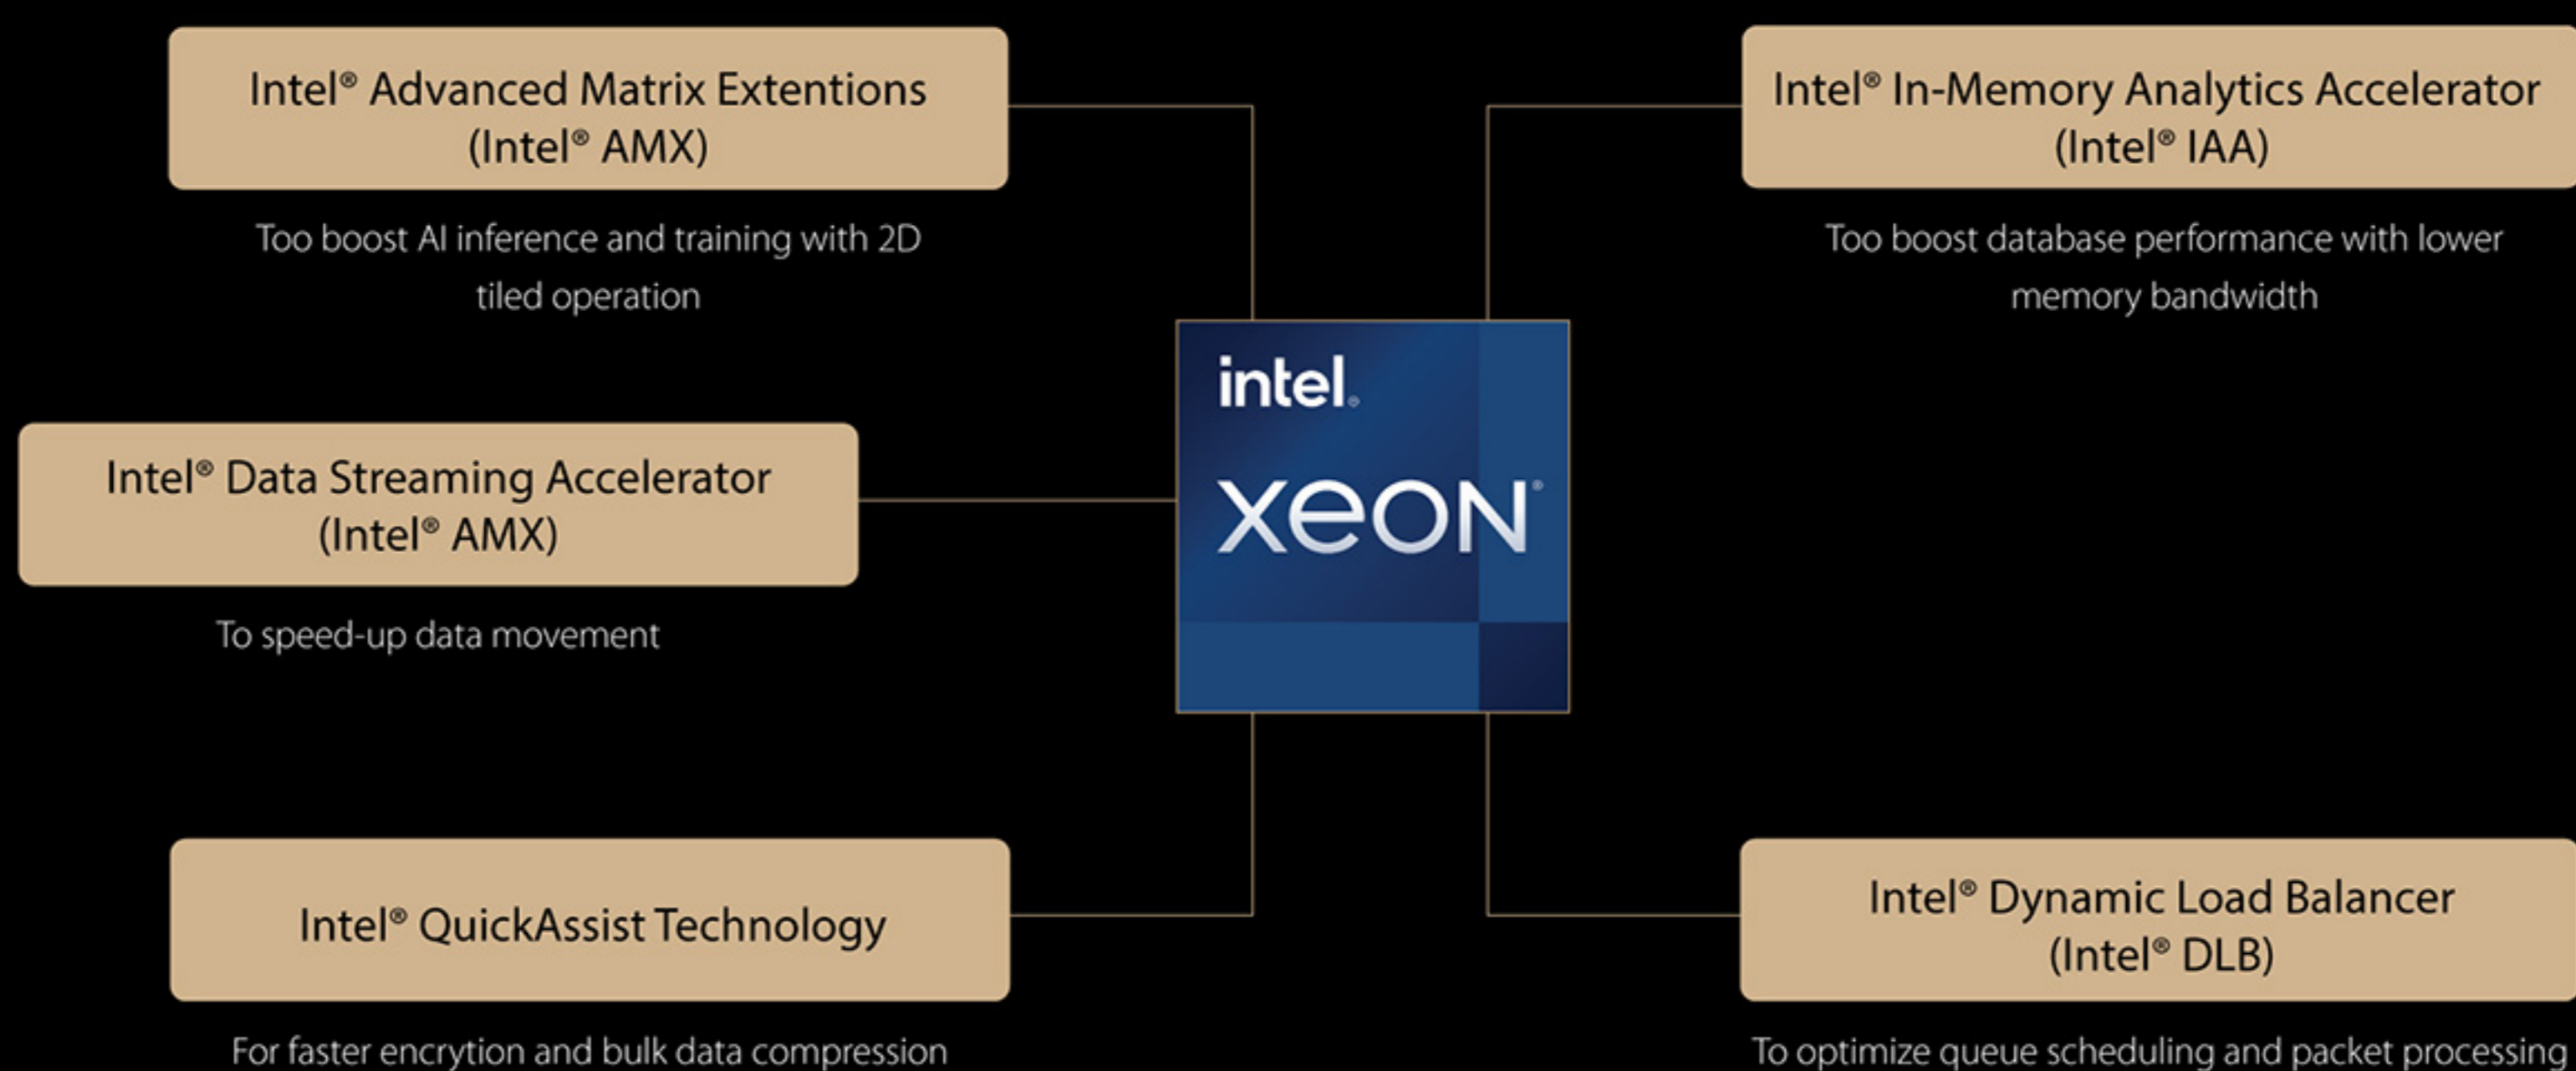 Intel® Advanced Matrix Extentions
(Intel® AMX)
Too boost AI inference and training with 2D
tiled operation
Intel® In-Memory Analytics Accelerator
(Intel® IAA)
Too boost database performance with lower
memory bandwidth
intel®
xeon®
Intel® Data Streaming Accelerator
(Intel® AMX)
To speed-up data movement
Intel® QuickAssist Technology
For faster encrytion and bulk data compression
Intel® Dynamic Load Balancer
(Intel® DLB)
To optimize queue scheduling and packet processing